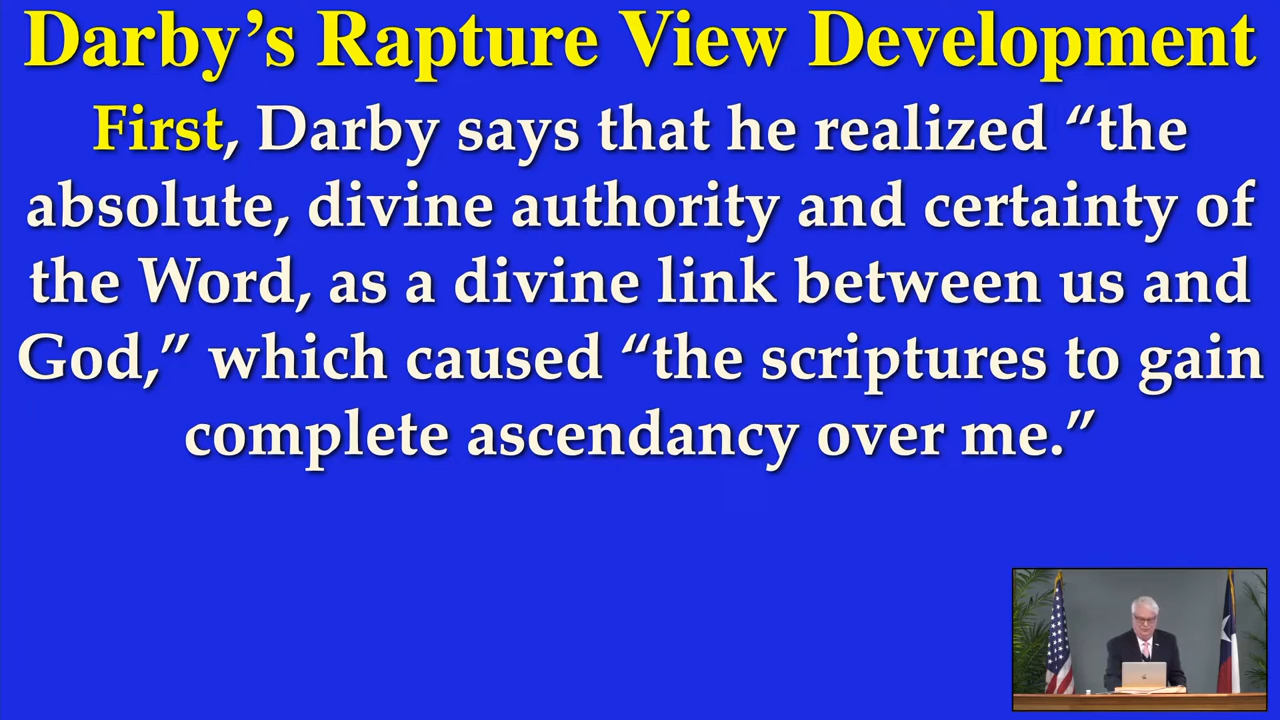 Darby’s Rapture View Development
First, Darby says that he realized “the
absolute, divine authority and certainty of
the Word, as a divine link between us and
God,” which caused “the scriptures to gain
complete ascendancy over me.”